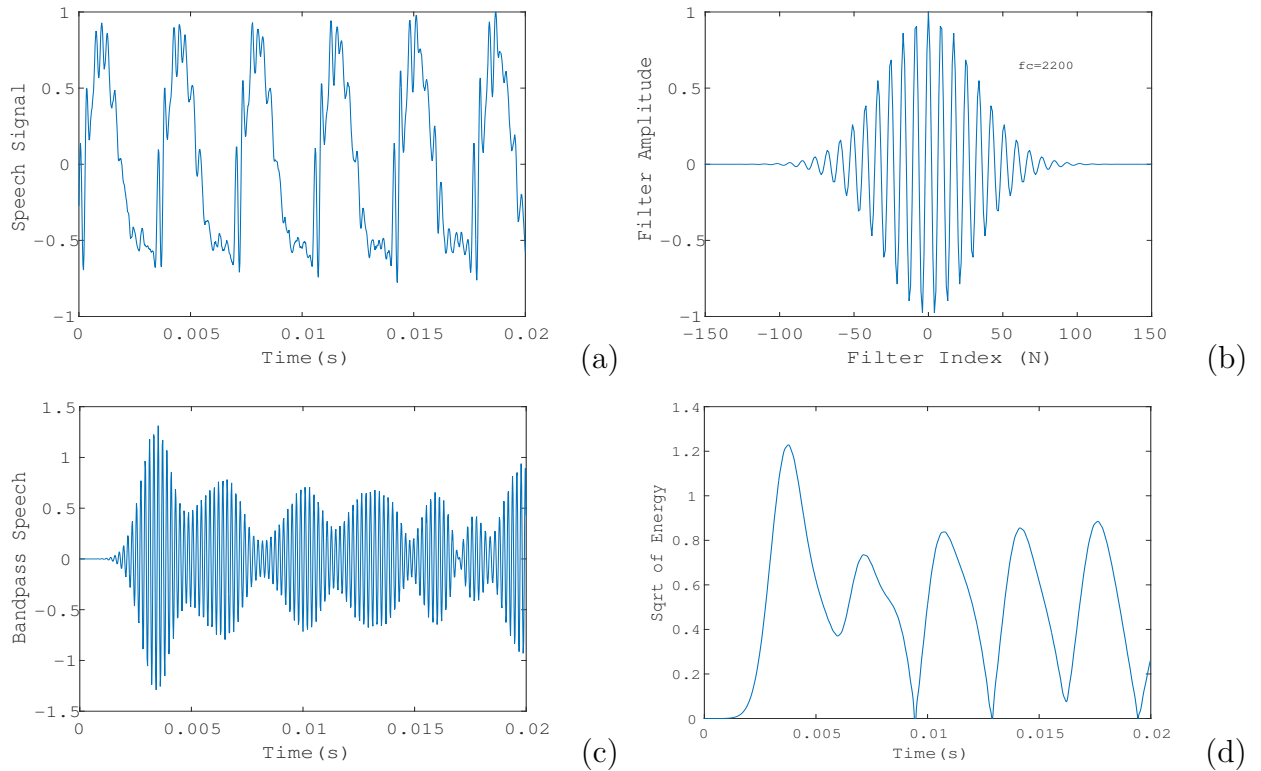 1
0.5
0
−0.5
−1
Speech Signal
0 0.005 0.01 0.015 0.02
Time(s)
(a)
1
0.5
0
−0.5
−1
Filter Amplitude
fc=2200
−150 −100 −50 0 50 100 150
Filter Index (N)
(b)
1.5
1
0.5
0
−0.5
−1
−1.5
Bandpass Speech
0 0.005 0.01 0.015 0.02
Time(s)
(c)
1.4
1.2
1
0.8
0.6
0.4
0.2
0
Sqrt of Energy
0 0.005 0.01 0.015 0.02
Time(s)
(d)